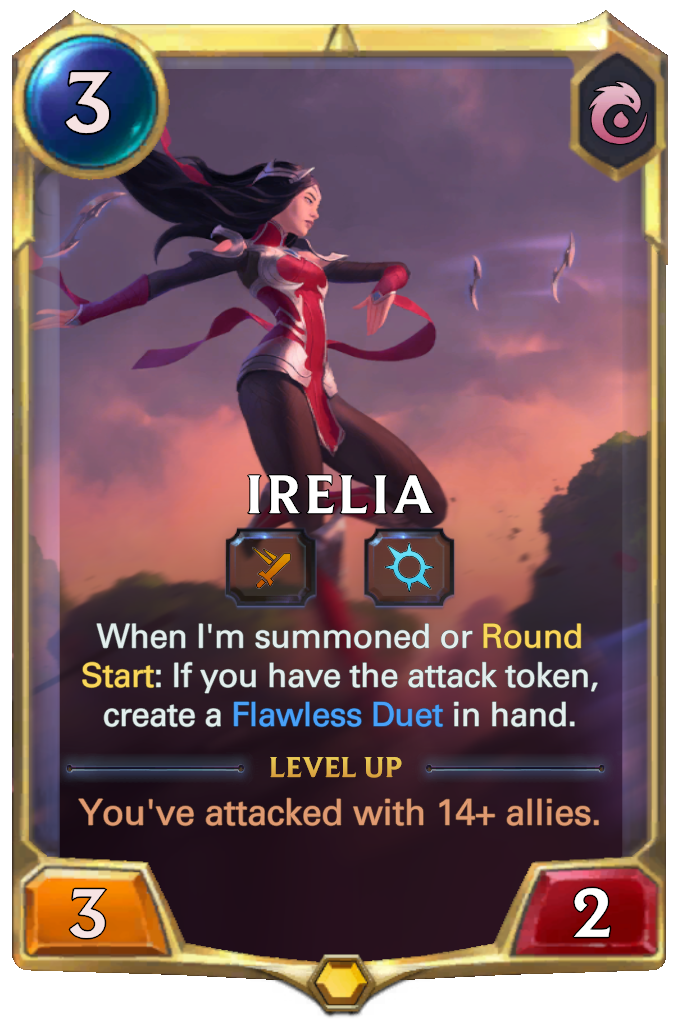 3
IRELIA
When I'm summoned or Round
Start: If you have the attack token,
create a Flawless Duet in hand.
LEVEL UP
You've attacked with 14+ allies.
3
2